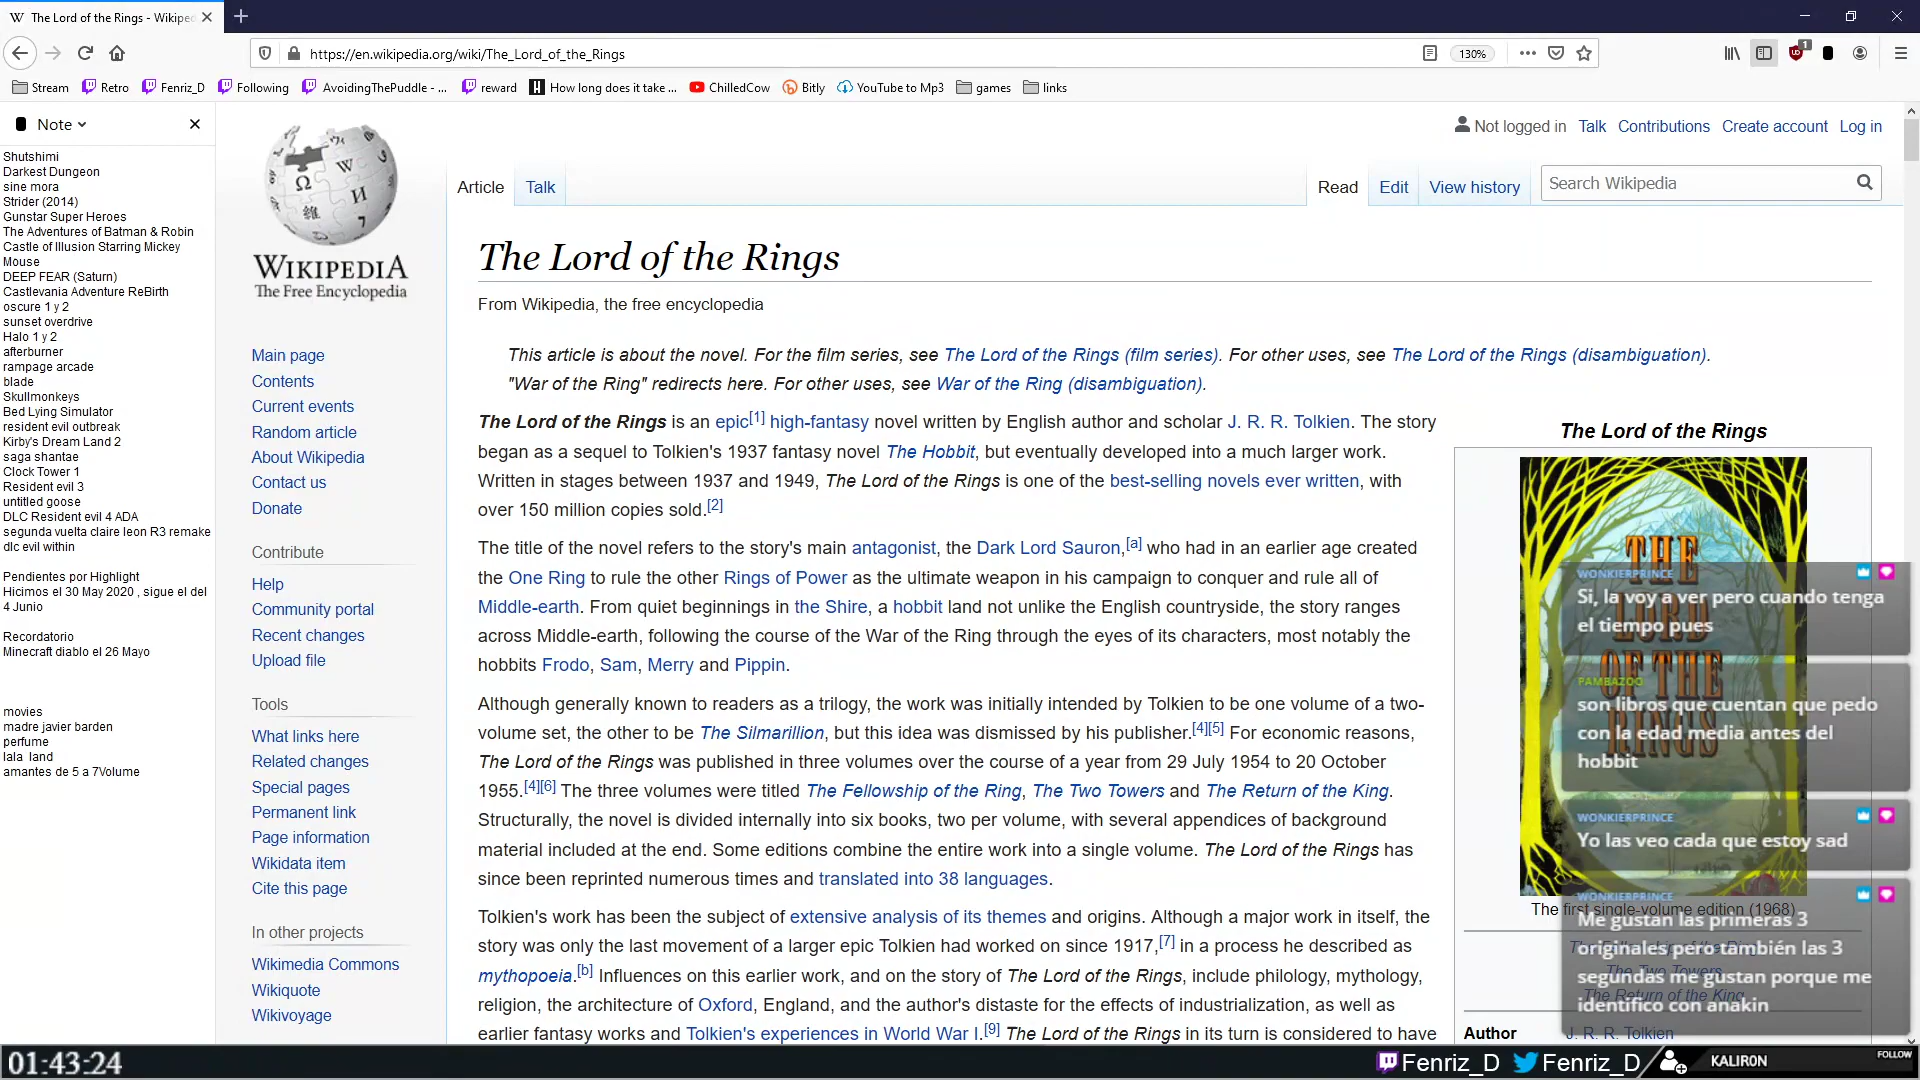 The Lord of the Rings - Wikiped
https://en.wikipedia.org/wiki/The_Lord_of_the_Rings
130%
1
Stream
Retro
Fenriz_D
Following
AvoidingThePuddle - ...
reward
How long does it take ...
ChilledCow
Bitly
YouTube to Mp3
games
links
Note
Shutshimi
Darkest Dungeon
sine mora
Strider (2014)
Gunstar Super Heroes
The Adventures of Batman & Robin
Castle of Illusion Starring Mickey
Mouse
DEEP FEAR (Saturn)
Castlevania Adventure ReBirth
oscure 1 y 2
sunset overdrive
Halo 1 y 2
afterburner
rampage arcade
blade
Skullmonkeys
Bed Lying Simulator
resident evil outbreak
Kirby's Dream Land 2
saga shantae
Clock Tower 1
Resident evil 3
untitled goose
DLC Resident evil 4 ADA
segunda vuelta claire leon R3 remake
dlc evil within
Pendientes por Highlight
Hicimos el 30 May 2020 , sigue el del
4 Junio
Recordatorio
Minecraft diablo el 26 Mayo
movies
madre javier barden
perfume
lala land
amantes de 5 a 7Volume
WIKIPEDIA
The Free Encyclopedia
Main page
Contents
Current events
Random article
About Wikipedia
Contact us
Donate
Contribute
Help
Community portal
Recent changes
Upload file
Tools
What links here
Related changes
Special pages
Permanent link
Page information
Wikidata item
Cite this page
In other projects
Wikimedia Commons
Wikiquote
Wikivoyage
Not logged in
Talk
Contributions
Create account
Log in
Article
Talk
Read
Edit
View history
Search Wikipedia
The Lord of the Rings
From Wikipedia, the free encyclopedia
This article is about the novel. For the film series, see The Lord of the Rings (film series). For other uses, see The Lord of the Rings (disambiguation).
"War of the Ring" redirects here. For other uses, see War of the Ring (disambiguation).
The Lord of the Rings is an epic[1] high-fantasy novel written by English author and scholar J. R. R. Tolkien. The story
began as a sequel to Tolkien's 1937 fantasy novel The Hobbit, but eventually developed into a much larger work.
Written in stages between 1937 and 1949, The Lord of the Rings is one of the best-selling novels ever written, with
over 150 million copies sold.[2]
The title of the novel refers to the story's main antagonist, the Dark Lord Sauron,[a] who had in an earlier age created
the One Ring to rule the other Rings of Power as the ultimate weapon in his campaign to conquer and rule all of
Middle-earth. From quiet beginnings in the Shire, a hobbit land not unlike the English countryside, the story ranges
across Middle-earth, following the course of the War of the Ring through the eyes of its characters, most notably the
hobbits Frodo, Sam, Merry and Pippin.
Although generally known to readers as a trilogy, the work was initially intended by Tolkien to be one volume of a two-
volume set, the other to be The Silmarillion, but this idea was dismissed by his publisher.[4][5] For economic reasons,
The Lord of the Rings was published in three volumes over the course of a year from 29 July 1954 to 20 October
1955.[4][6] The three volumes were titled The Fellowship of the Ring, The Two Towers and The Return of the King.
Structurally, the novel is divided internally into six books, two per volume, with several appendices of background
material included at the end. Some editions combine the entire work into a single volume. The Lord of the Rings has
since been reprinted numerous times and translated into 38 languages.
Tolkien's work has been the subject of extensive analysis of its themes and origins. Although a major work in itself, the
story was only the last movement of a larger epic Tolkien had worked on since 1917,[7] in a process he described as
mythopoeia.[b] Influences on this earlier work, and on the story of The Lord of the Rings, include philology, mythology,
religion, the architecture of Oxford, England, and the author's distaste for the effects of industrialization, as well as
earlier fantasy works and Tolkien's experiences in World War I.[9] The Lord of the Rings in its turn is considered to have
The Lord of the Rings
THE
LORD
OF THE
RINGS
WONKIERPRINCE
Si, la voy a ver pero cuando tenga
el tiempo pues
PAMBAZOO
son libros que cuentan que pedo
con la edad media antes del
hobbit
WONKIERPRINCE
Yo las veo cada que estoy sad
WONKIERPRINCE
The first single-volume edition (1968)
Me gustan las primeras 3
originales pero también las 3
segundas me gustan porque me
identifico con anakin
The Two Towers
The Return of the King
Author
J. R. R. Tolkien
01:43:24
Fenriz_D
Fenriz_D
KALIRON
FOLLOW